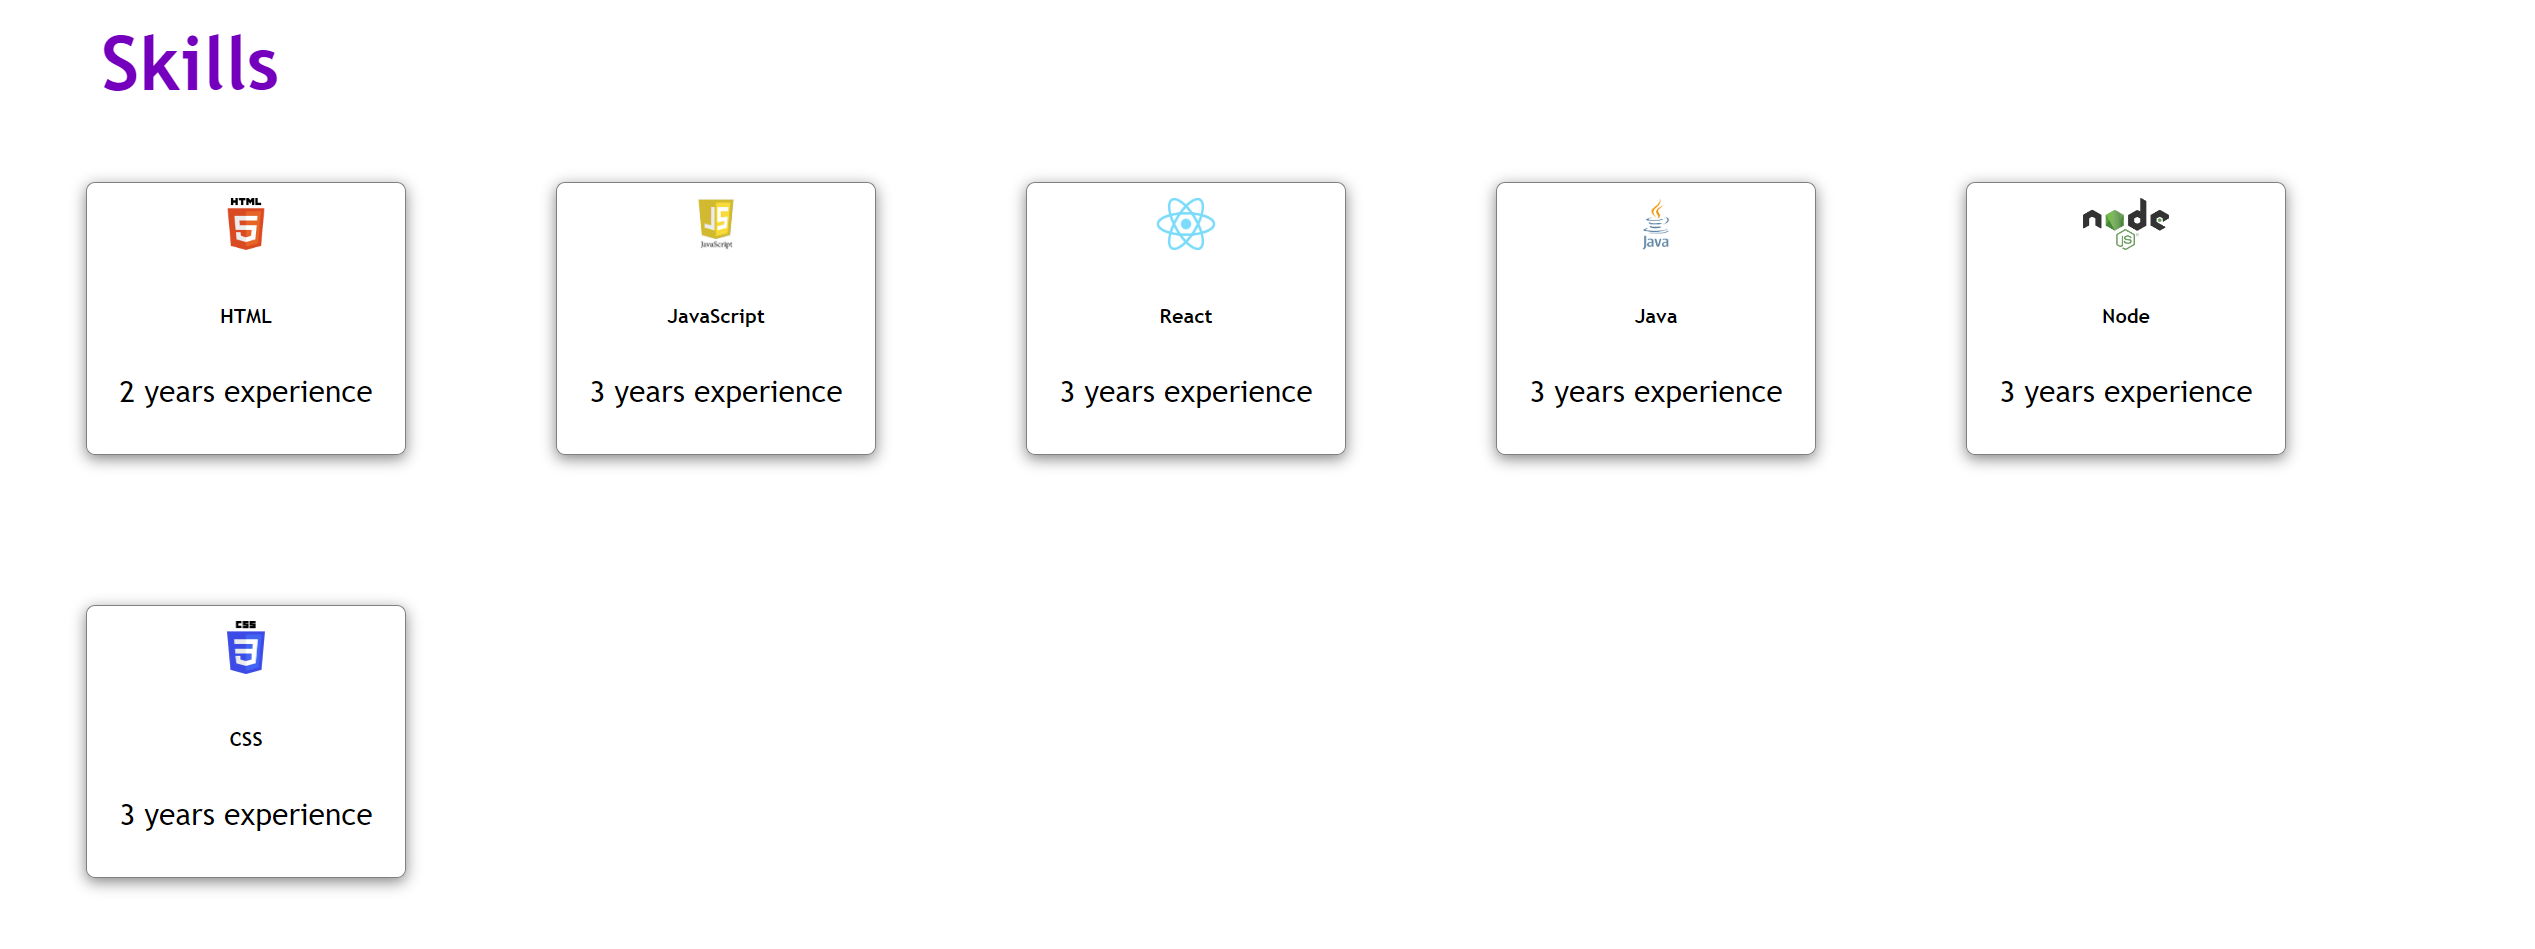 Skills
HTML
5
HTML
2 years experience
JS
JavaScript
JavaScript
3 years experience
React
3 years experience
Java
Java
3 years experience
node
JS
Node
3 years experience
CSS
3
CSS
3 years experience